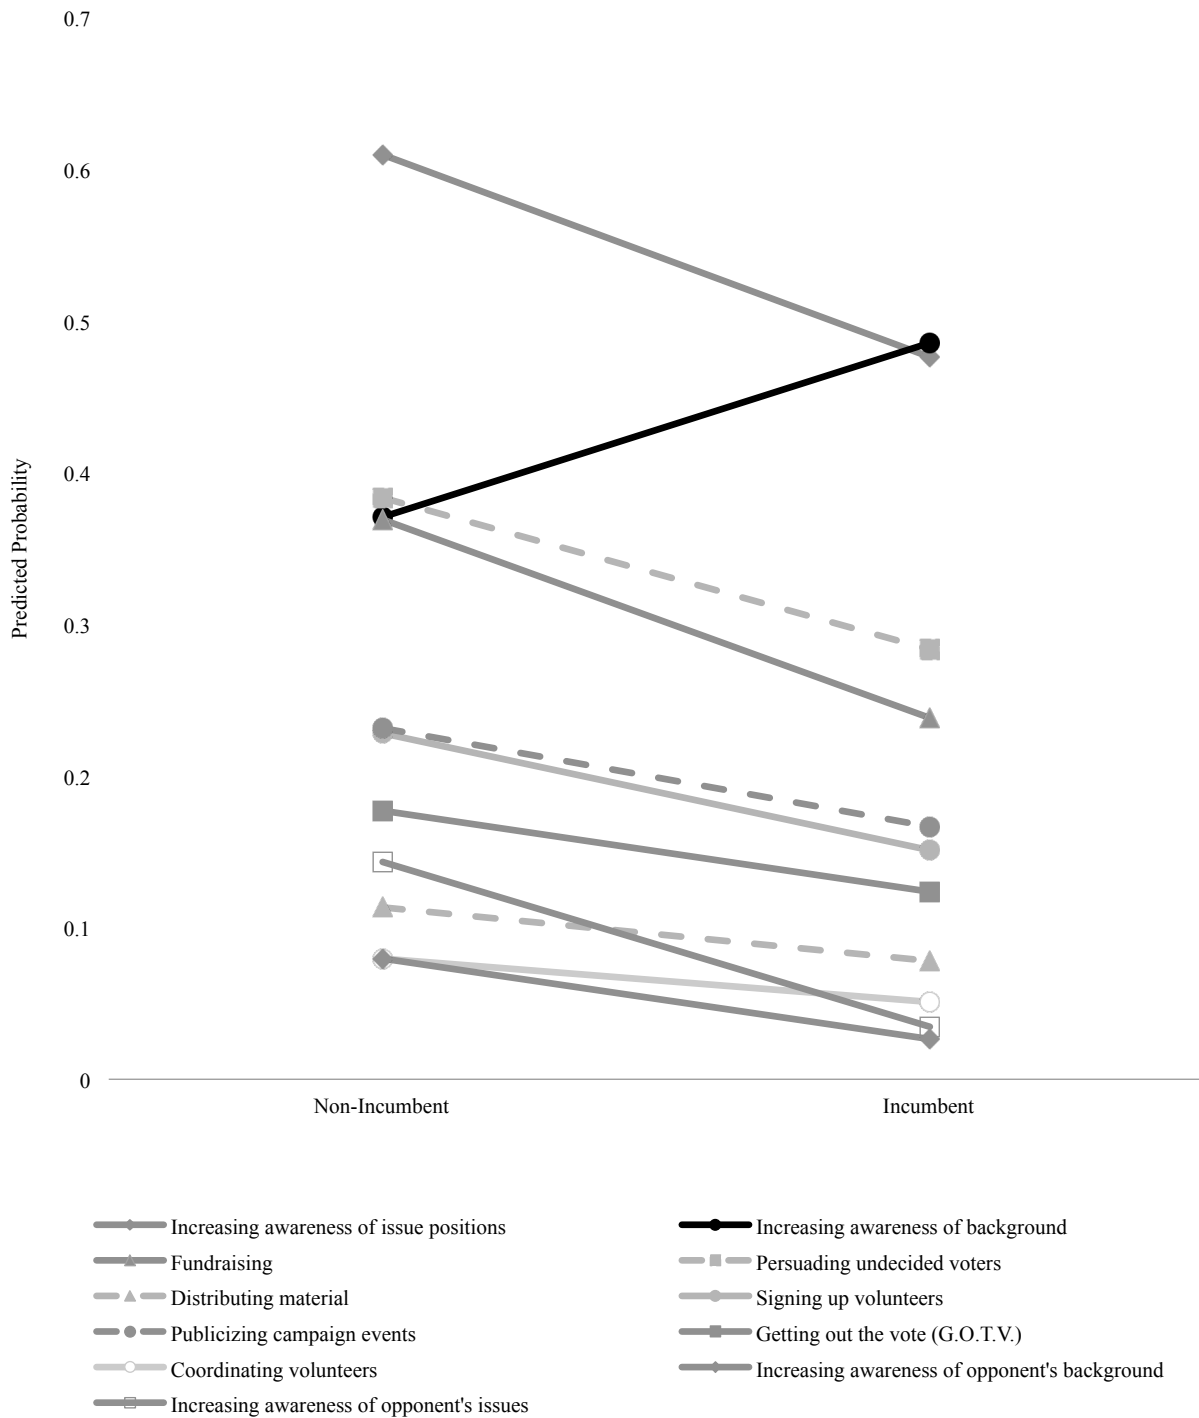 0.7
0.6
0.5
0.4
0.3
0.2
0.1
0
Predicted Probability
Non-Incumbent
Incumbent
Increasing awareness of issue positions
Increasing awareness of background
Fundraising
Persuading undecided voters
Distributing material
Signing up volunteers
Publicizing campaign events
Getting out the vote (G.O.T.V.)
Coordinating volunteers
Increasing awareness of opponent's background
Increasing awareness of opponent's issues